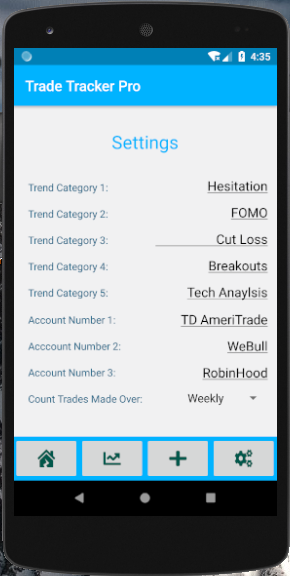 4:35
Trade Tracker Pro
Settings
Trend Category 1: Hesitation
Trend Category 2: FOMO
Trend Category 3: Cut Loss
Trend Category 4: Breakouts
Trend Category 5: Tech Anaylsis
Account Number 1: TD AmeriTrade
Acccount Number 2: WeBull
Account Number 3: RobinHood
Count Trades Made Over: Weekly